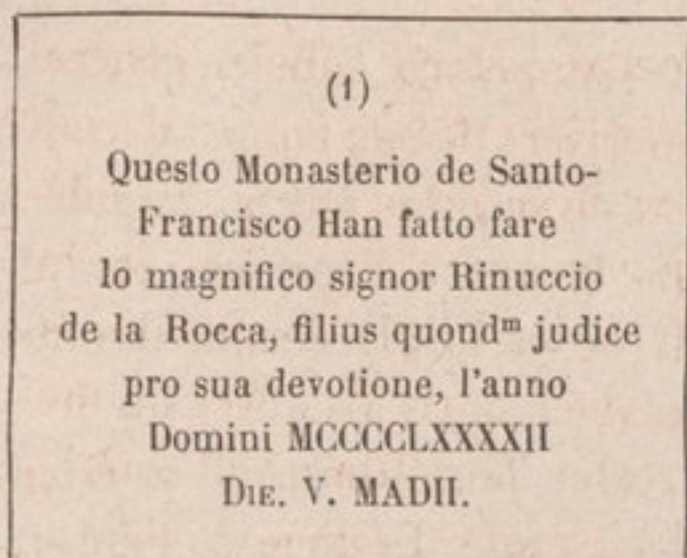 (1)
Questo Monasterio de Santo-
Francisco Han fatto fare
lo magnifico signor Rinuccio
de la Rocca, filius quondᵐ judice
pro sua devotione, l'anno
Domini MCCCCCLXXXXII
DIE. V. MADII.